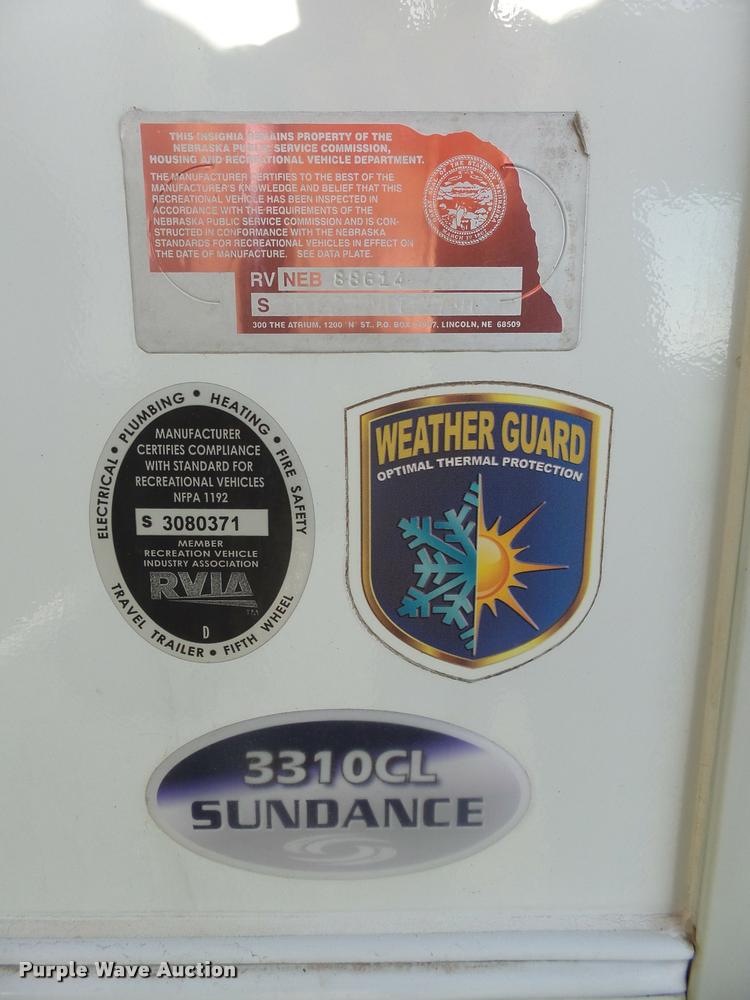 THIS INSIGNIA REMAINS PROPERTY OF THE
NEBRASKA PUBLIC SERVICE COMMISSION,
HOUSING AND RECREATIONAL VEHICLE DEPARTMENT.
THE MANUFACTURER CERTIFIES TO THE BEST OF THE
MANUFACTURER'S KNOWLEDGE AND BELIEF THAT THIS
RECREATIONAL VEHICLE HAS BEEN INSPECTED IN
ACCORDANCE WITH THE REQUIREMENTS OF THE
NEBRASKA PUBLIC SERVICE COMMISSION AND IS CON-
STRUCTED IN CONFORMANCE WITH THE NEBRASKA
STANDARDS FOR RECREATIONAL VEHICLES IN EFFECT ON
THE DATE OF MANUFACTURE. SEE DATA PLATE.
RV NEB
S
300 THE ATRIUM, 1200 'N' ST., P.O. BOX LINCOLN, NE 68509
ELECTRICAL • PLUMBING • HEATING • FIRE SAFETY
MANUFACTURER
CERTIFIES COMPLIANCE
WITH STANDARD FOR
RECREATIONAL VEHICLES
NFPA 1192
S 3080371
MEMBER
RECREATION VEHICLE
INDUSTRY ASSOCIATION
RVIA
TM
D
TRAVEL TRAILER • FIFTH WHEEL
WEATHER GUARD
OPTIMAL THERMAL PROTECTION
3310CL
SUNDANCE
Purple Wave Auction